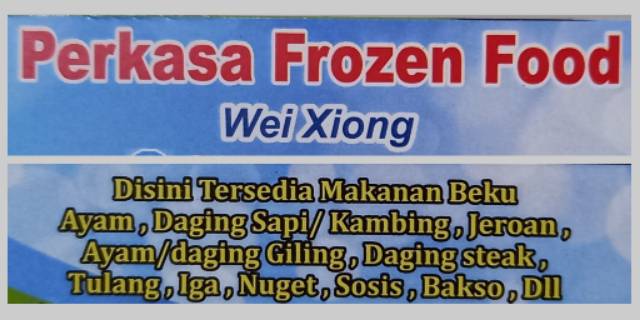 Perkasa Frozen Food
Wei Xiong
Disini Tersedia Makanan Beku
Ayam , Daging Sapi/ Kambing , Jeroan ,
Ayam/daging Giling , Daging steak ,
Tulang , Iga , Nuget , Sosis , Bakso , Dll